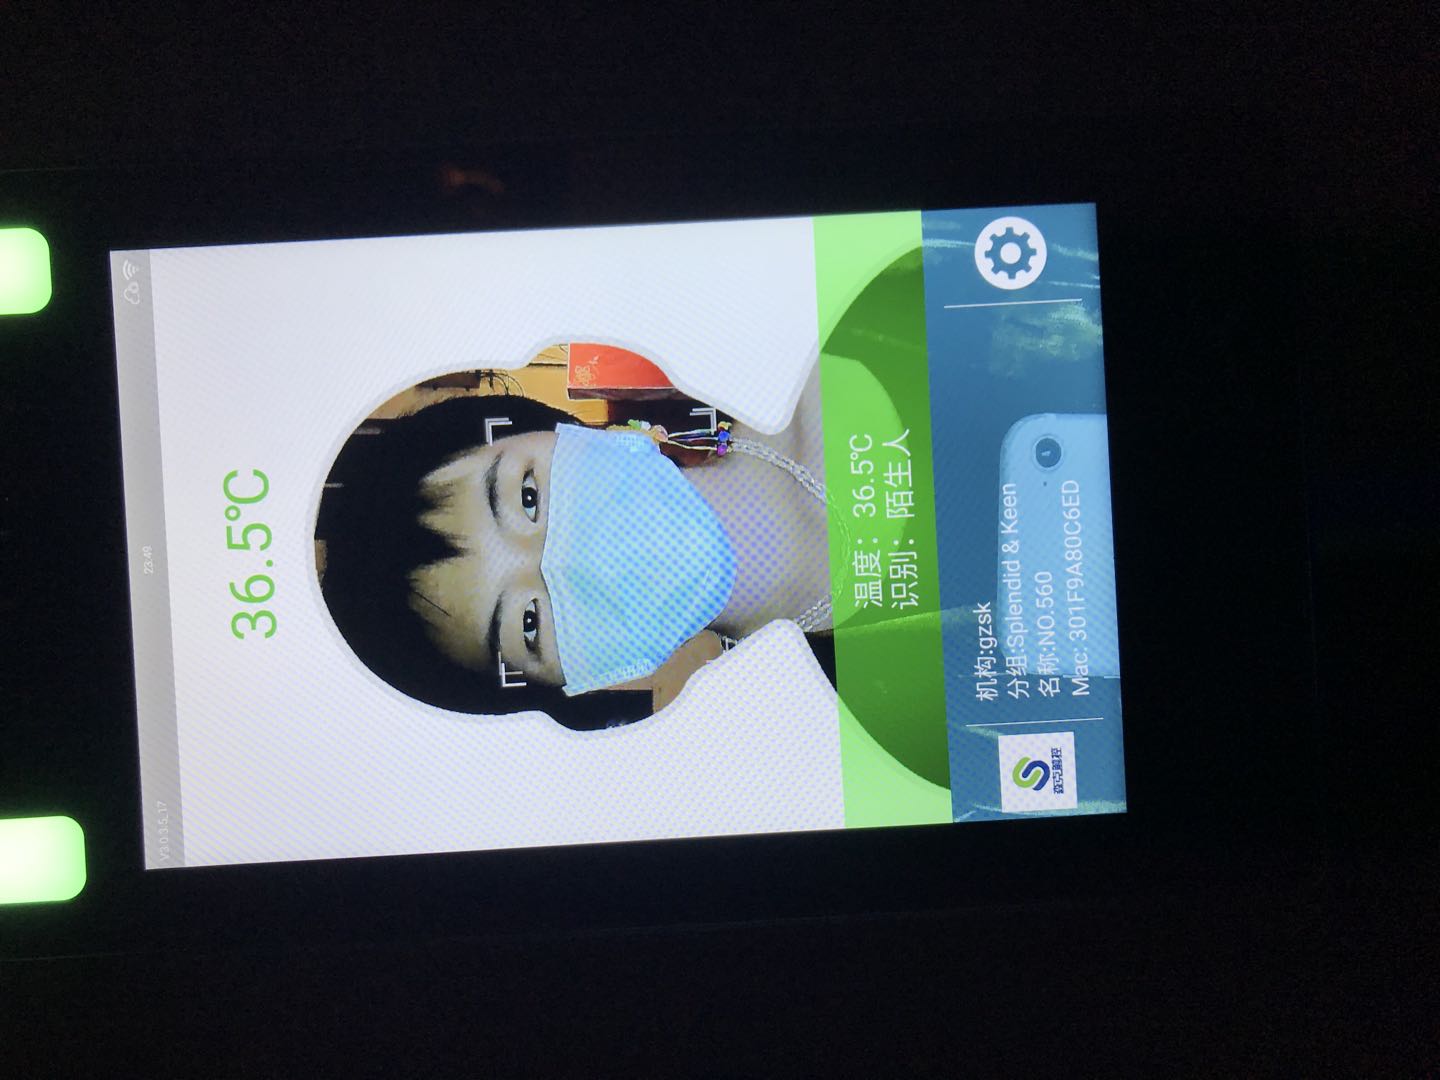 V3.0.3.5_17
23:49
36.5℃
温度：36.5℃
识别：陌生人
机构:gzsk
分组:Splendid & Keen
名称:NO.560
Mac: 301F9A80C6ED
森克触控